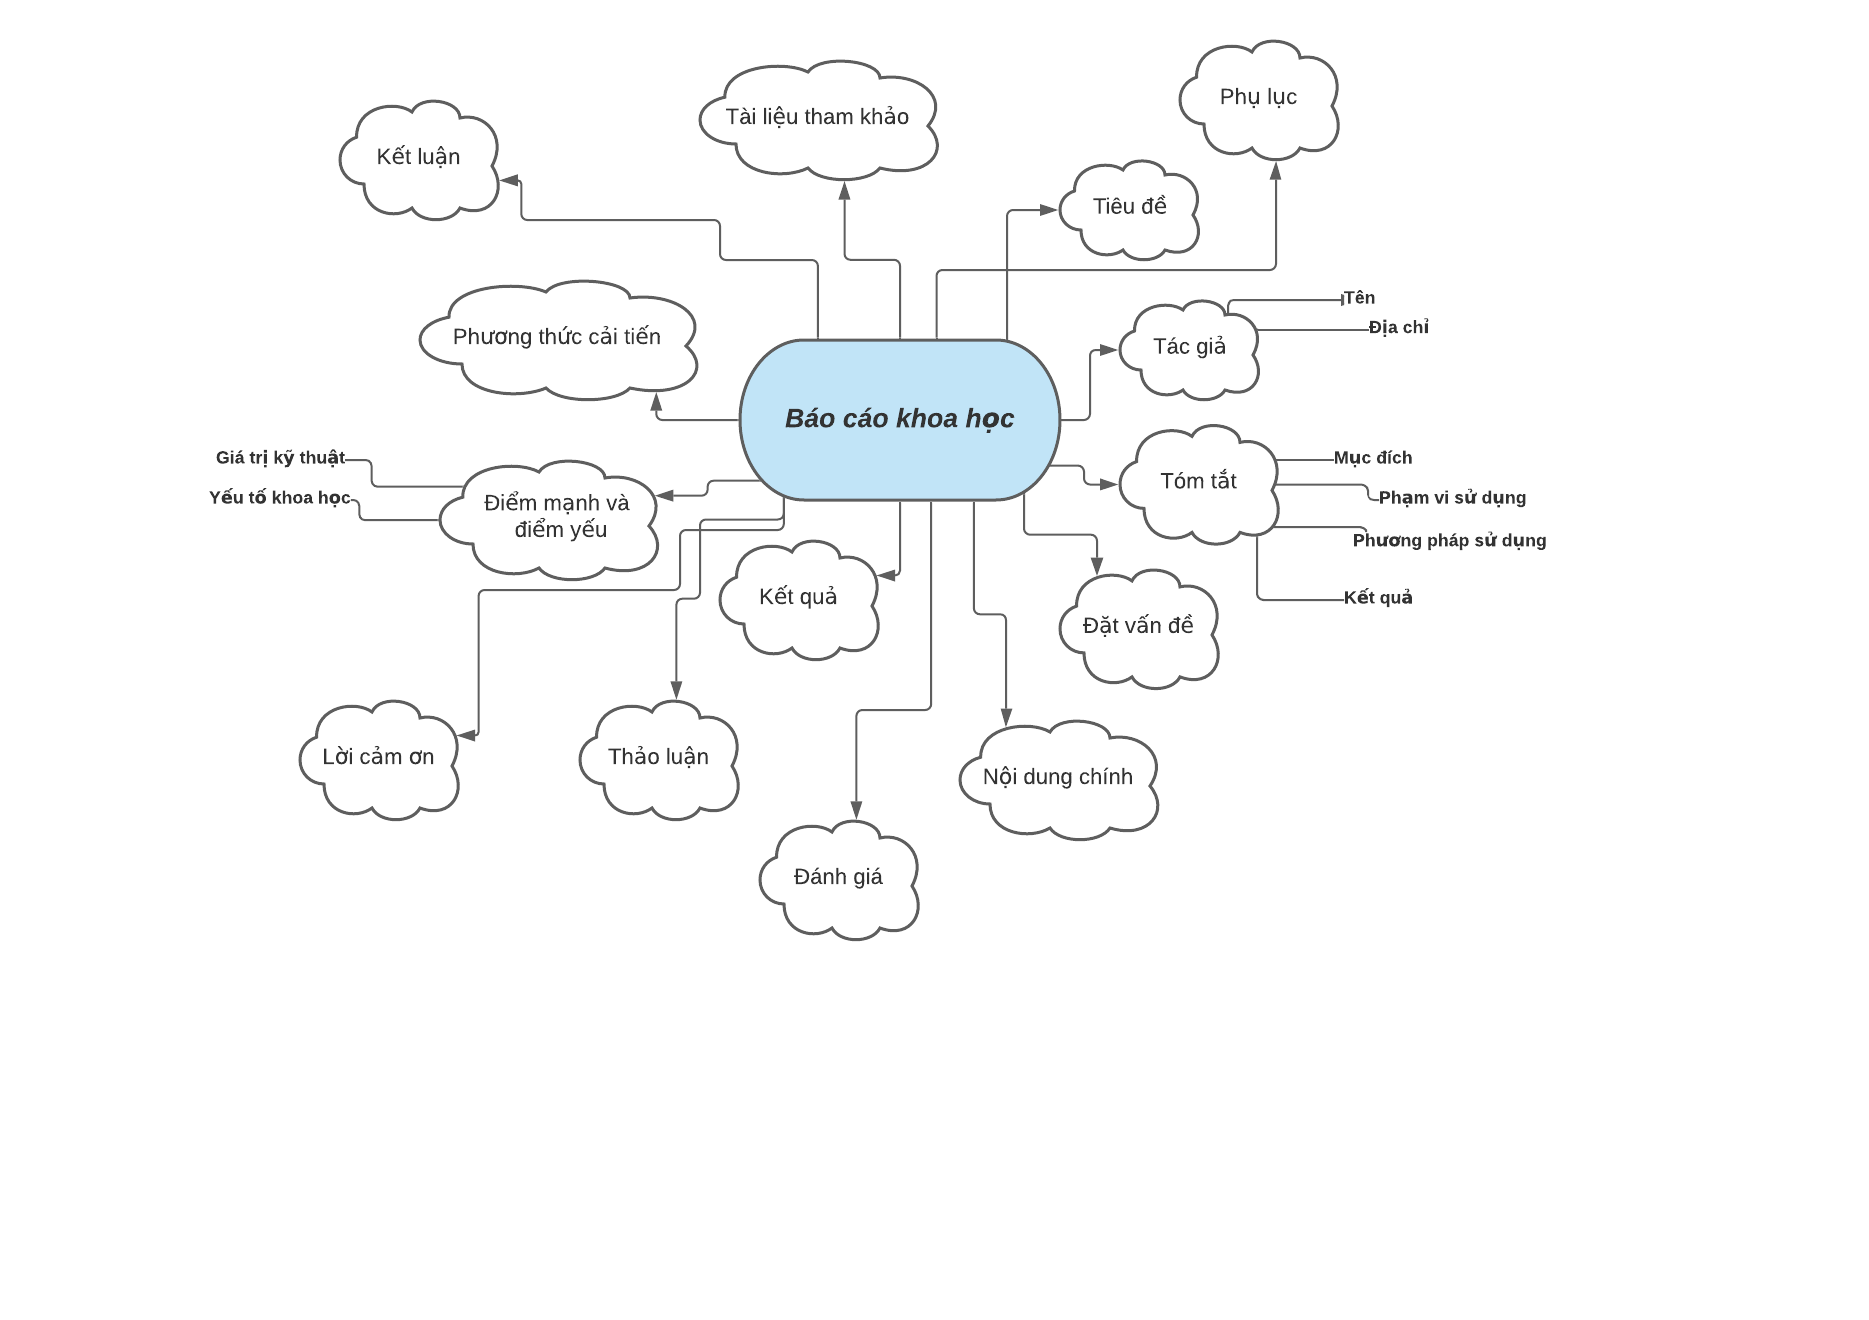 Phụ lục
Tài liệu tham khảo
Kết luận
Tiêu đề
Tên
Địa chỉ
Phương thức cải tiến
Tác giả
Báo cáo khoa học
Giá trị kỹ thuật
Yếu tố khoa học
Điểm mạnh và
điểm yếu
Tóm tắt
Mục đích
Phạm vi sử dụng
Phương pháp sử dụng
Kết quả
Kết quả
Đặt vấn đề
Lời cảm ơn
Thảo luận
Nội dung chính
Đánh giá